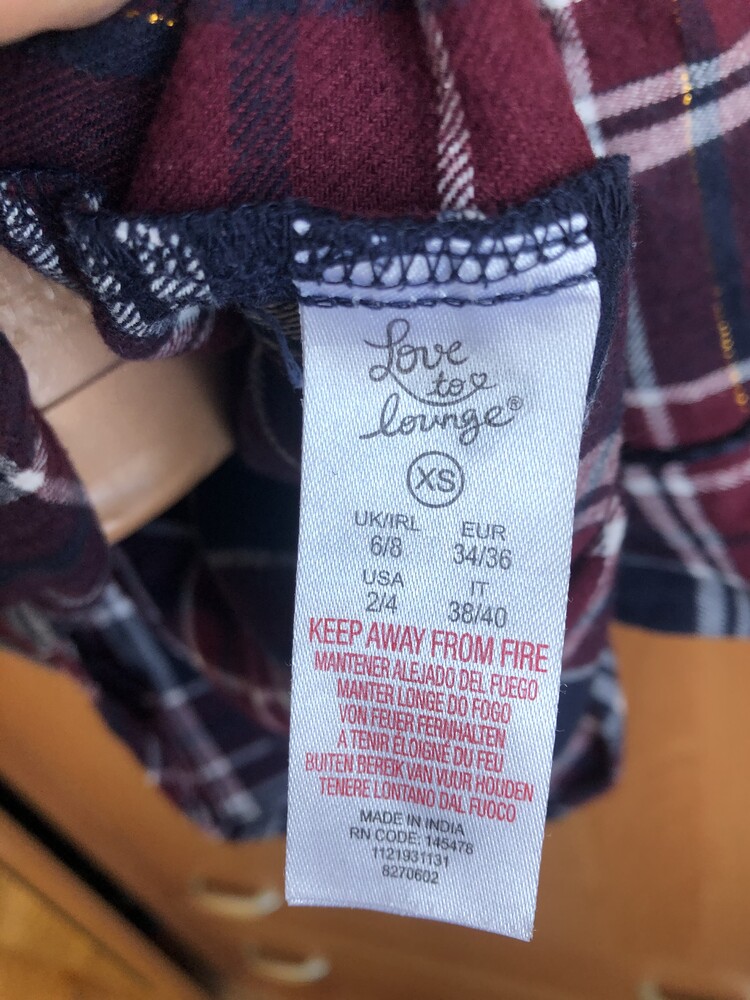 Love
to
lounge®
XS
UK/IRL EUR
6/8 34/36
USA IT
2/4 38/40
KEEP AWAY FROM FIRE
MANTENER ALEJADO DEL FUEGO
MANTER LONGE DO FOGO
VON FEUER FERNHALTEN
A TENIR ÉLOIGNÉ DU FEU
BUITEN BEREIK VAN VUUR HOUDEN
TENERE LONTANO DAL FUOCO
MADE IN INDIA
RN CODE: 145478
1121931131
8270602